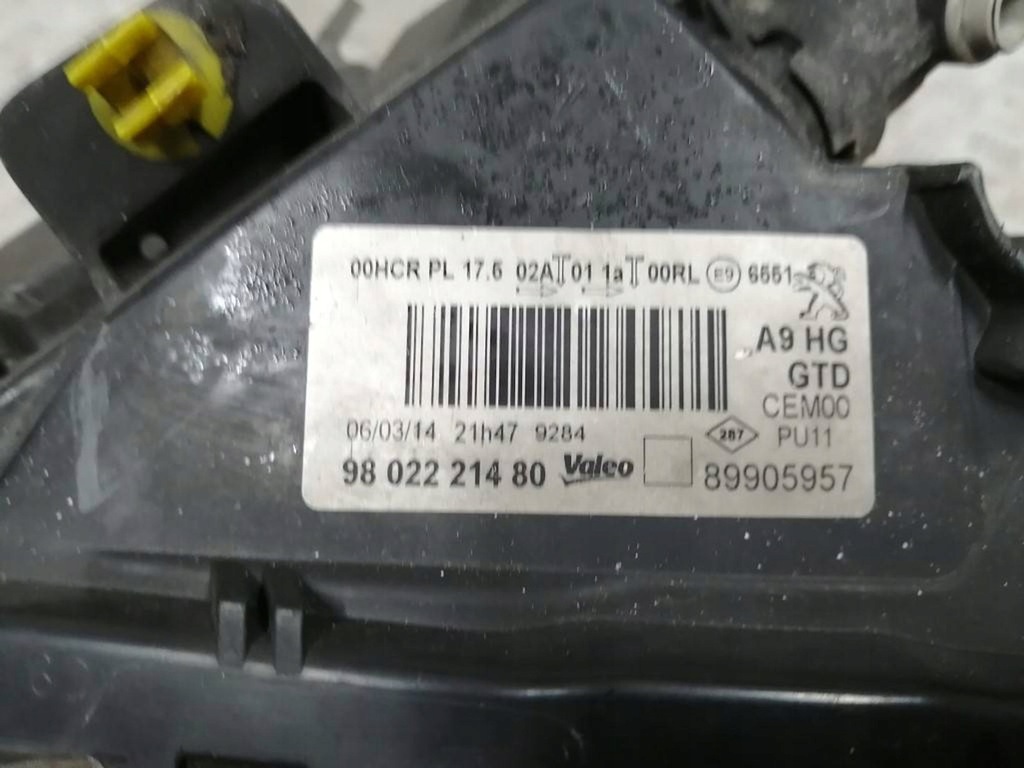 00HCR PL 17.5 02A 01 1a 00RL E9 6551
A9 HG
GTD
CEM00
06/03/14 21h47 9284 287 PU11
98 022 214 80 Valeo 89905957